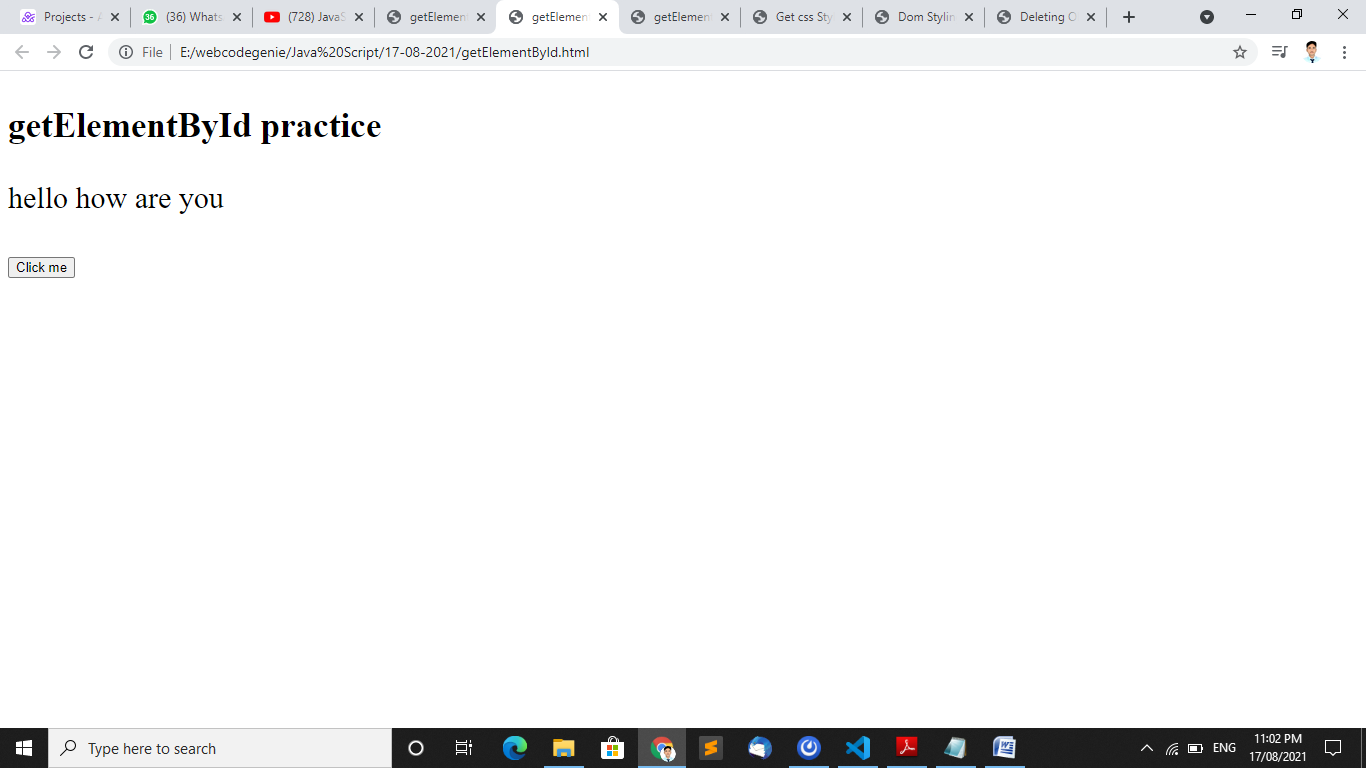 Projects - (36) Whats (728) JavaS getElement getElemen getElemen Get css Sty Dom Stylin Deleting O
File E:/webcodegenie/Java%20Script/17-08-2021/getElementById.html
getElementById practice
hello how are you
Click me
Type here to search
ENG
11:02 PM
17/08/2021